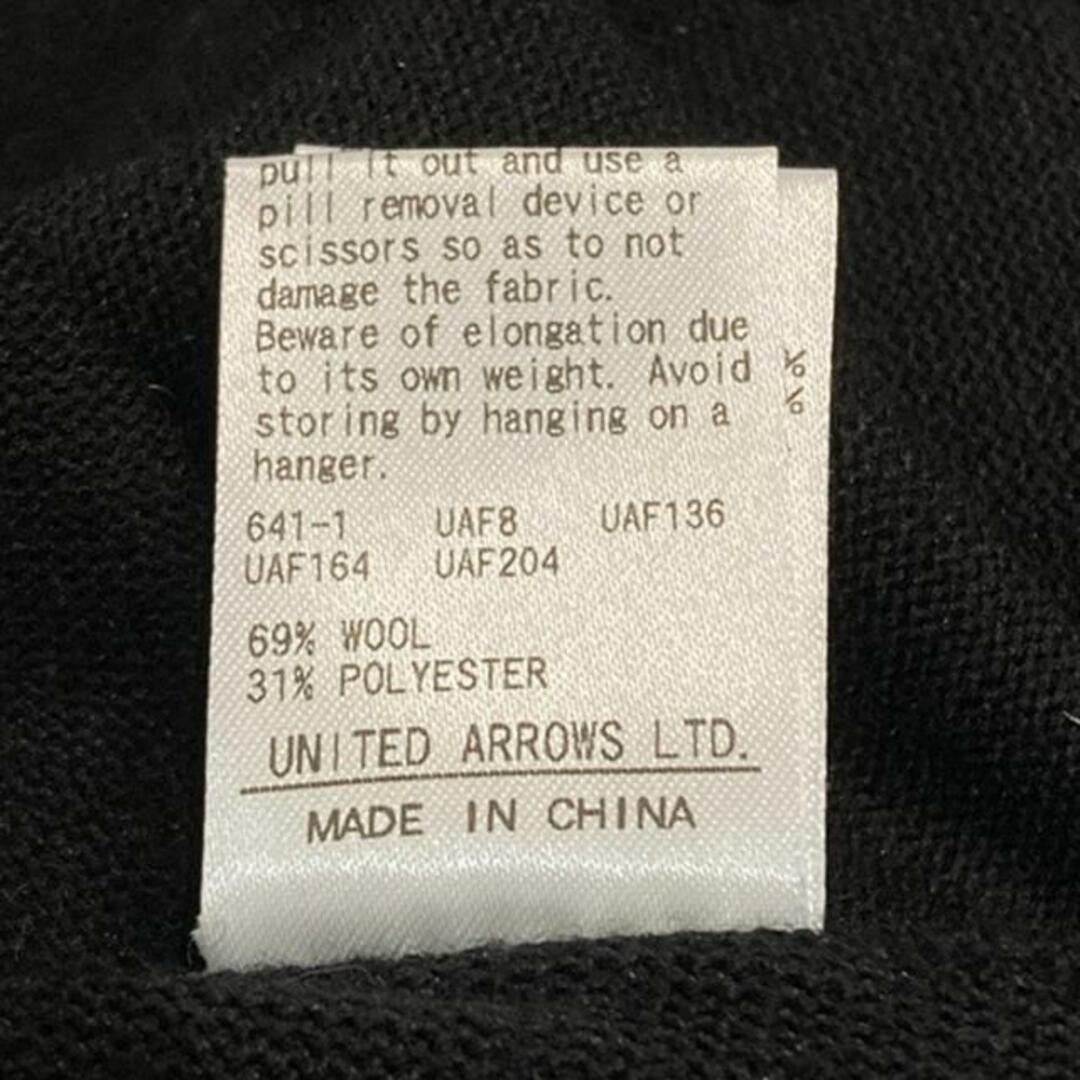 pull it out and use a
pill removal device or
scissors so as to not
damage the fabric.
Beware of elongation due
to its own weight. Avoid
storing by hanging on a
hanger.
641-1 UAF8 UAF136
UAF164 UAF204
69% WOOL
31% POLYESTER
UNITED ARROWS LTD.
MADE IN CHINA
%
%